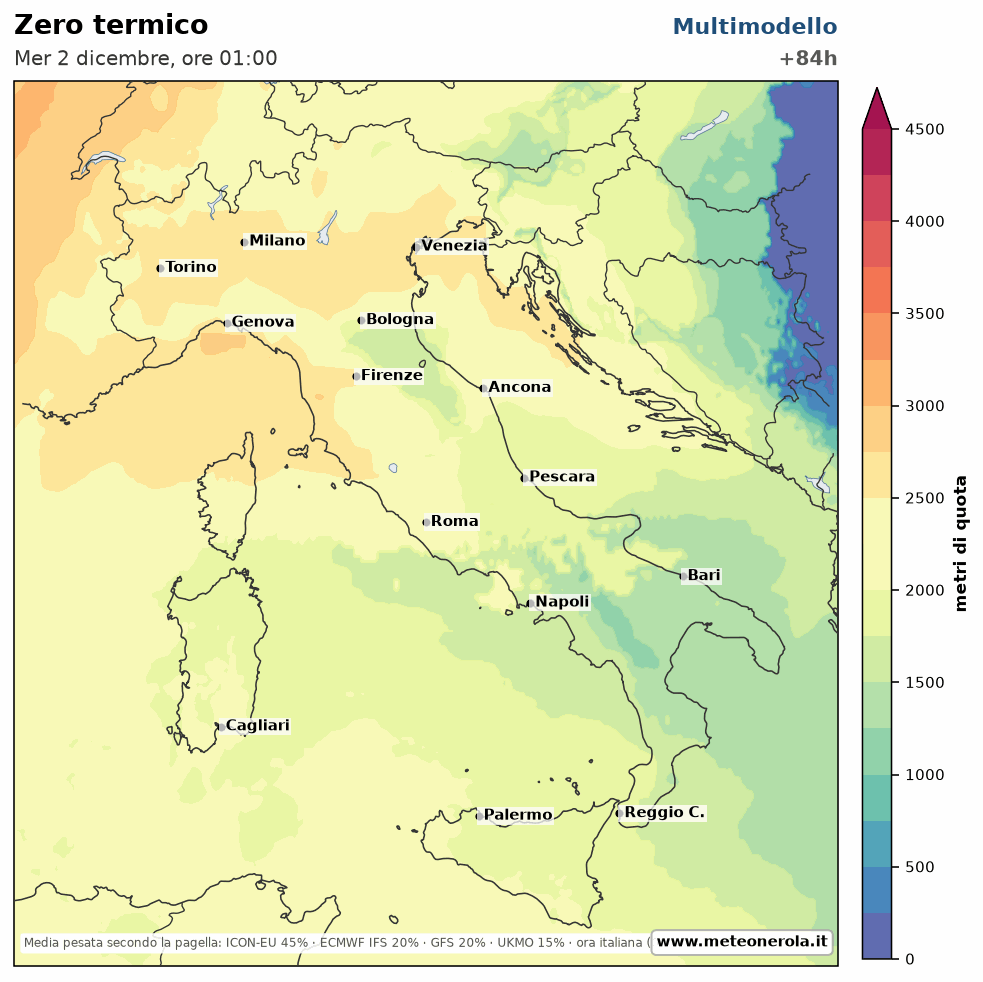 Zero termico
Multimodello
Mer 2 dicembre, ore 01:00
+84h
4500
4000
3500
3000
2500
2000
1500
1000
500
0
metri di quota
Milano
Venezia
Torino
Genova
Bologna
Firenze
Ancona
Pescara
Roma
Bari
Napoli
Cagliari
Palermo
Reggio C.
Media pesata secondo la pagella: ICON-EU 45% · ECMWF IFS 20% · GFS 20% · UKMO 15% · ora italiana (
www.meteonerola.it